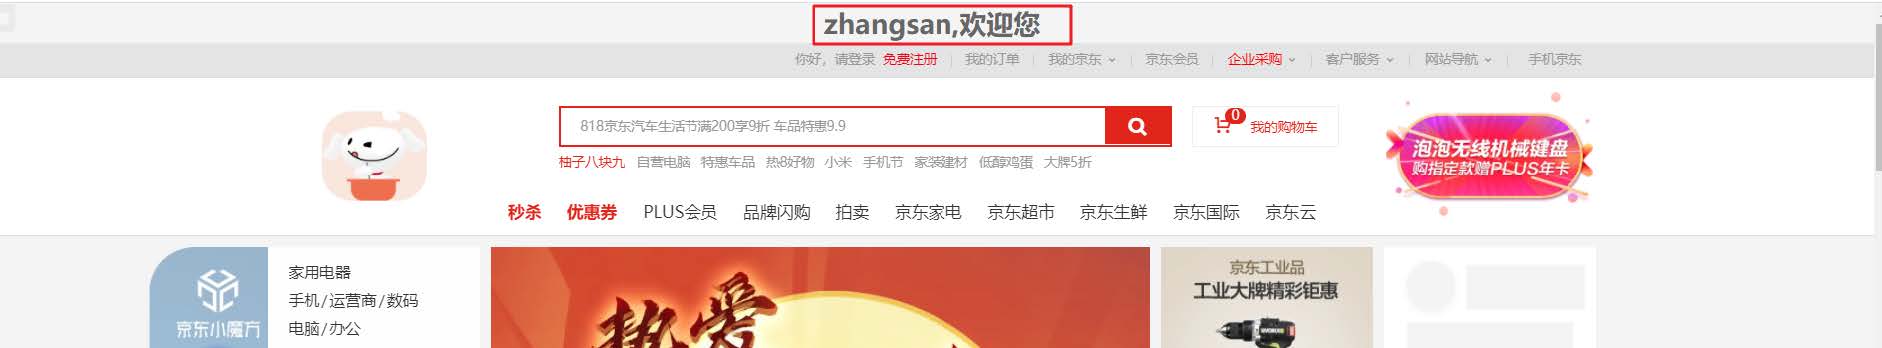 zhangsan,欢迎您
你好，请登录 免费注册 我的订单 我的京东 京东会员 企业采购 客户服务 网站导航 手机京东
818京东汽车生活节满200享9折 车品特惠9.9
0
我的购物车
柚子八块九 自营电脑 特惠车品 热8好物 小米 手机节 家装建材 低醇鸡蛋 大牌5折
泡泡无线机械键盘
购指定款赠PLUS年卡
秒杀 优惠券 PLUS会员 品牌闪购 拍卖 京东家电 京东超市 京东生鲜 京东国际 京东云
京东小魔方
家用电器
手机/运营商/数码
电脑/办公
热爱
京东工业品
工业大牌精彩钜惠
WORX